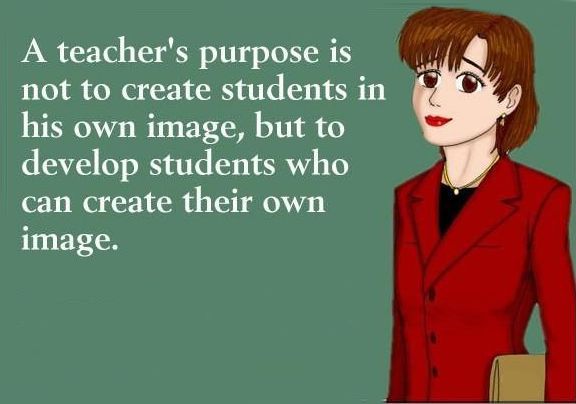 A teacher's purpose is
not to create students in
his own image, but to
develop students who
can create their own
image.